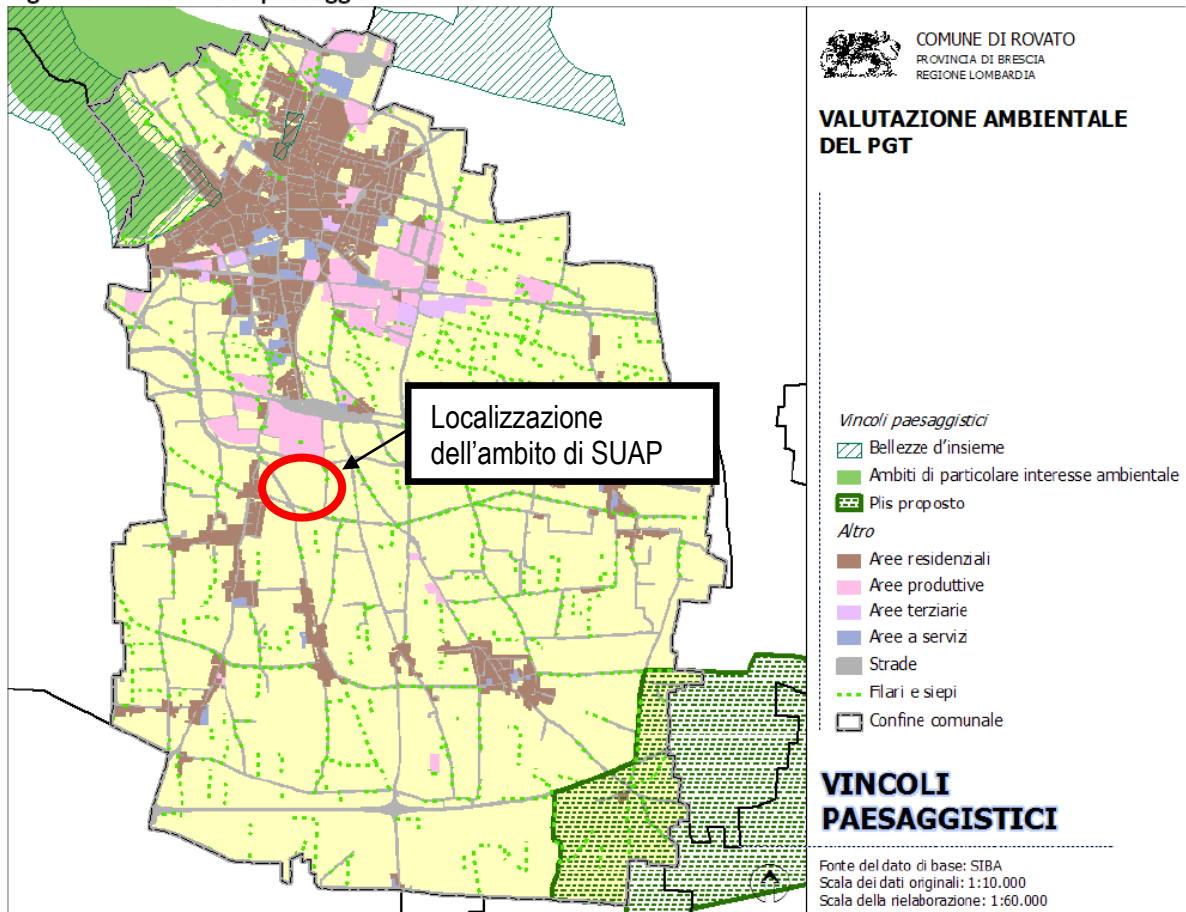 COMUNE DI ROVATO
PROVINCIA DI BRESCIA
REGIONE LOMBARDIA
VALUTAZIONE AMBIENTALE
DEL PGT
Localizzazione
dell'ambito di SUAP
Vincoli paesaggistici
Bellezze d'insieme
Ambiti di particolare interesse ambientale
Plis proposto
Altro
Aree residenziali
Aree produttive
Aree terziarie
Aree a servizi
Strade
Filari e siepi
Confine comunale
VINCOLI
PAESAGGISTICI
Fonte del dato di base: SIBA
Scala dei dati originali: 1:10.000
Scala della rielaborazione: 1:60.000